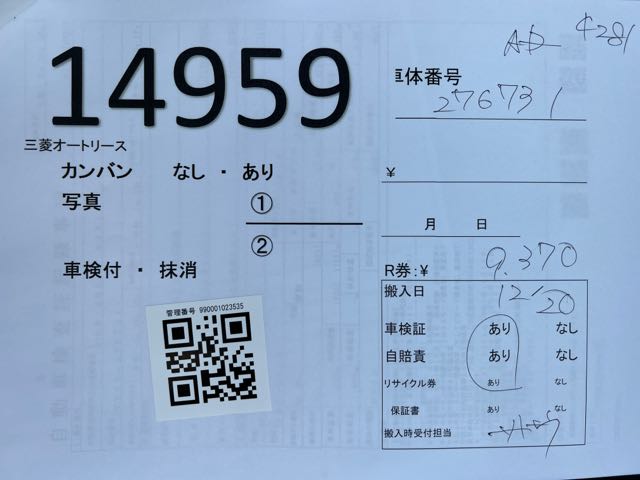 AD
4281
14959
車体番号
276731
三菱オートリース
カンバン なし ・ あり
¥
写真 ①
②
月 日
車検付 ・ 抹消
R券:¥ 9.370
搬入日 12/20
管理番号 990001023535
車検証 あり なし
自賠責 あり なし
リサイクル券 あり なし
保証書 あり なし
搬入時受付担当